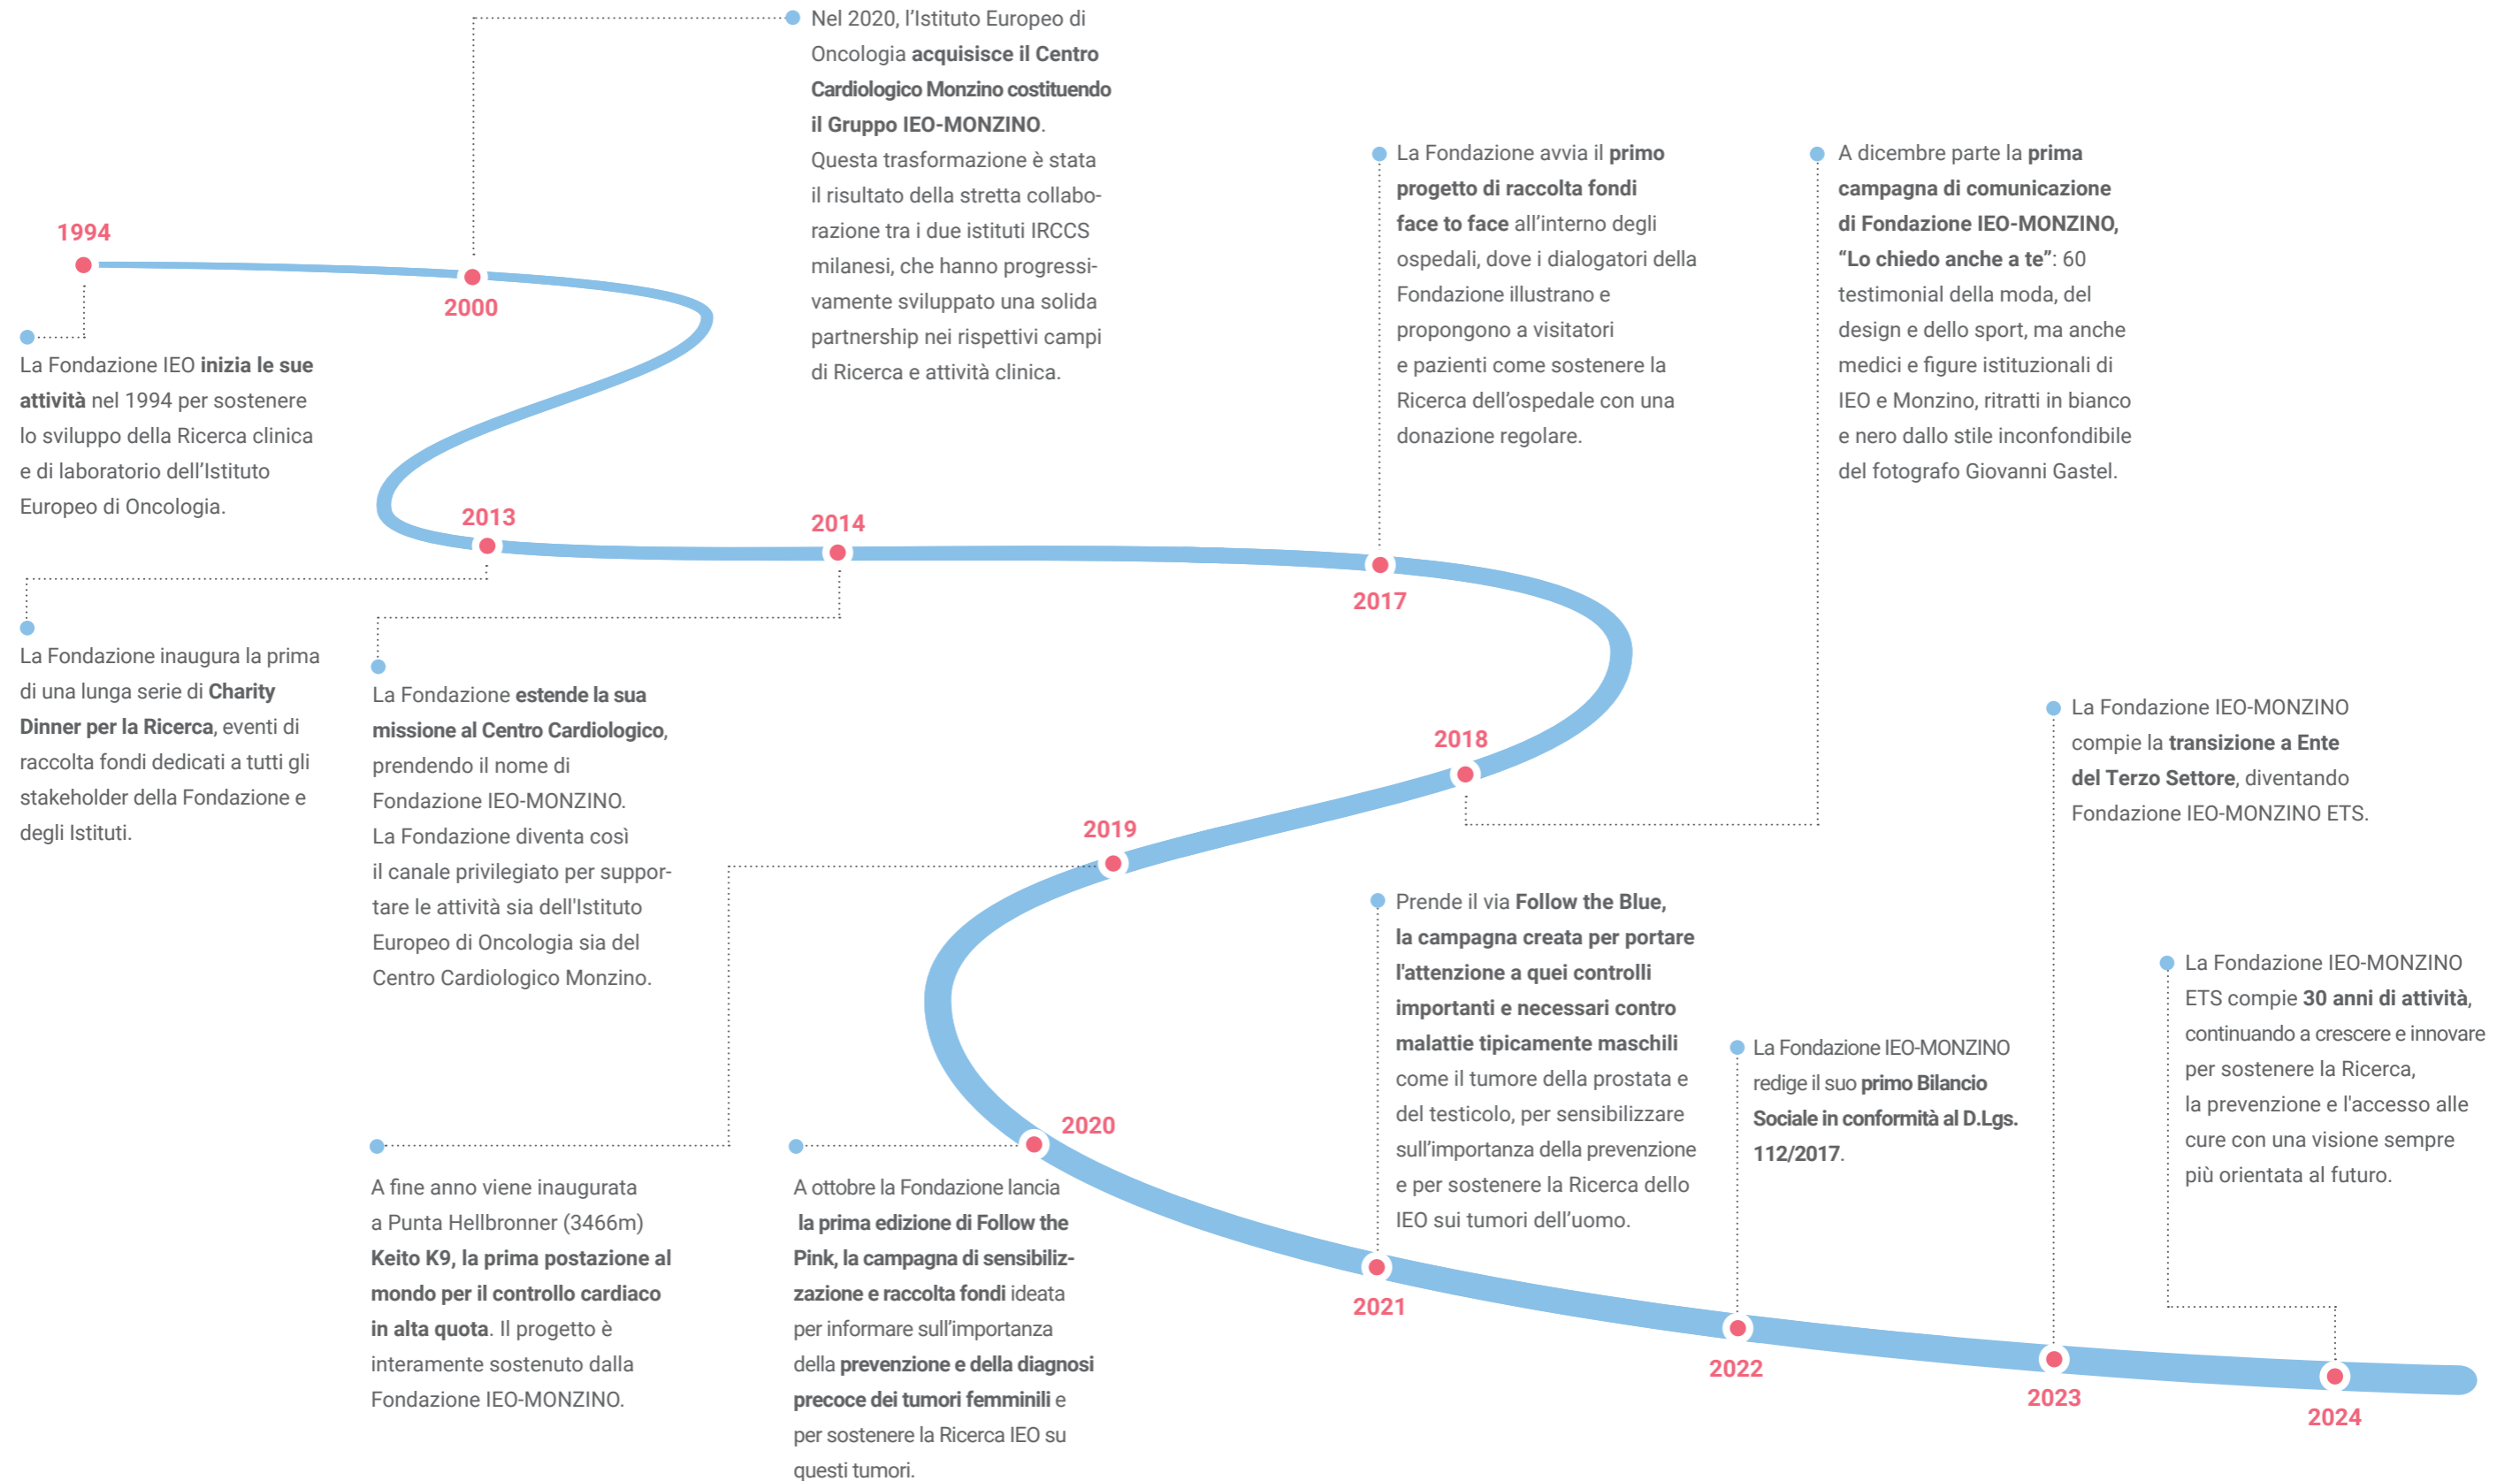 1994
La Fondazione IEO inizia le sue
attività nel 1994 per sostenere
lo sviluppo della Ricerca clinica
e di laboratorio dell'Istituto
Europeo di Oncologia.
2000
Nel 2020, l'Istituto Europeo di
Oncologia acquisisce il Centro
Cardiologico Monzino costituendo
il Gruppo IEO-MONZINO.
Questa trasformazione è stata
il risultato della stretta collabo-
razione tra i due istituti IRCCS
milanesi, che hanno progressi-
vamente sviluppato una solida
partnership nei rispettivi campi
di Ricerca e attività clinica.
2013
La Fondazione inaugura la prima
di una lunga serie di Charity
Dinner per la Ricerca, eventi di
raccolta fondi dedicati a tutti gli
stakeholder della Fondazione e
degli Istituti.
2014
La Fondazione estende la sua
missione al Centro Cardiologico,
prendendo il nome di
Fondazione IEO-MONZINO.
La Fondazione diventa così
il canale privilegiato per suppor-
tare le attività sia dell'Istituto
Europeo di Oncologia sia del
Centro Cardiologico Monzino.
2017
La Fondazione avvia il primo
progetto di raccolta fondi
face to face all'interno degli
ospedali, dove i dialogatori della
Fondazione illustrano e
propongono a visitatori
e pazienti come sostenere la
Ricerca dell'ospedale con una
donazione regolare.
2018
A dicembre parte la prima
campagna di comunicazione
di Fondazione IEO-MONZINO,
“Lo chiedo anche a te”: 60
testimonial della moda, del
design e dello sport, ma anche
medici e figure istituzionali di
IEO e Monzino, ritratti in bianco
e nero dallo stile inconfondibile
del fotografo Giovanni Gastel.
2019
A fine anno viene inaugurata
a Punta Hellbronner (3466m)
Keito K9, la prima postazione al
mondo per il controllo cardiaco
in alta quota. Il progetto è
interamente sostenuto dalla
Fondazione IEO-MONZINO.
2020
A ottobre la Fondazione lancia
la prima edizione di Follow the
Pink, la campagna di sensibiliz-
zazione e raccolta fondi ideata
per informare sull'importanza
della prevenzione e della diagnosi
precoce dei tumori femminili e
per sostenere la Ricerca IEO su
questi tumori.
2021
Prende il via Follow the Blue,
la campagna creata per portare
l'attenzione a quei controlli
importanti e necessari contro
malattie tipicamente maschili
come il tumore della prostata e
del testicolo, per sensibilizzare
sull'importanza della prevenzione
e per sostenere la Ricerca dello
IEO sui tumori dell'uomo.
2022
La Fondazione IEO-MONZINO
redige il suo primo Bilancio
Sociale in conformità al D.Lgs.
112/2017.
2023
La Fondazione IEO-MONZINO
compie la transizione a Ente
del Terzo Settore, diventando
Fondazione IEO-MONZINO ETS.
2024
La Fondazione IEO-MONZINO
ETS compie 30 anni di attività,
continuando a crescere e innovare
per sostenere la Ricerca,
la prevenzione e l'accesso alle
cure con una visione sempre
più orientata al futuro.